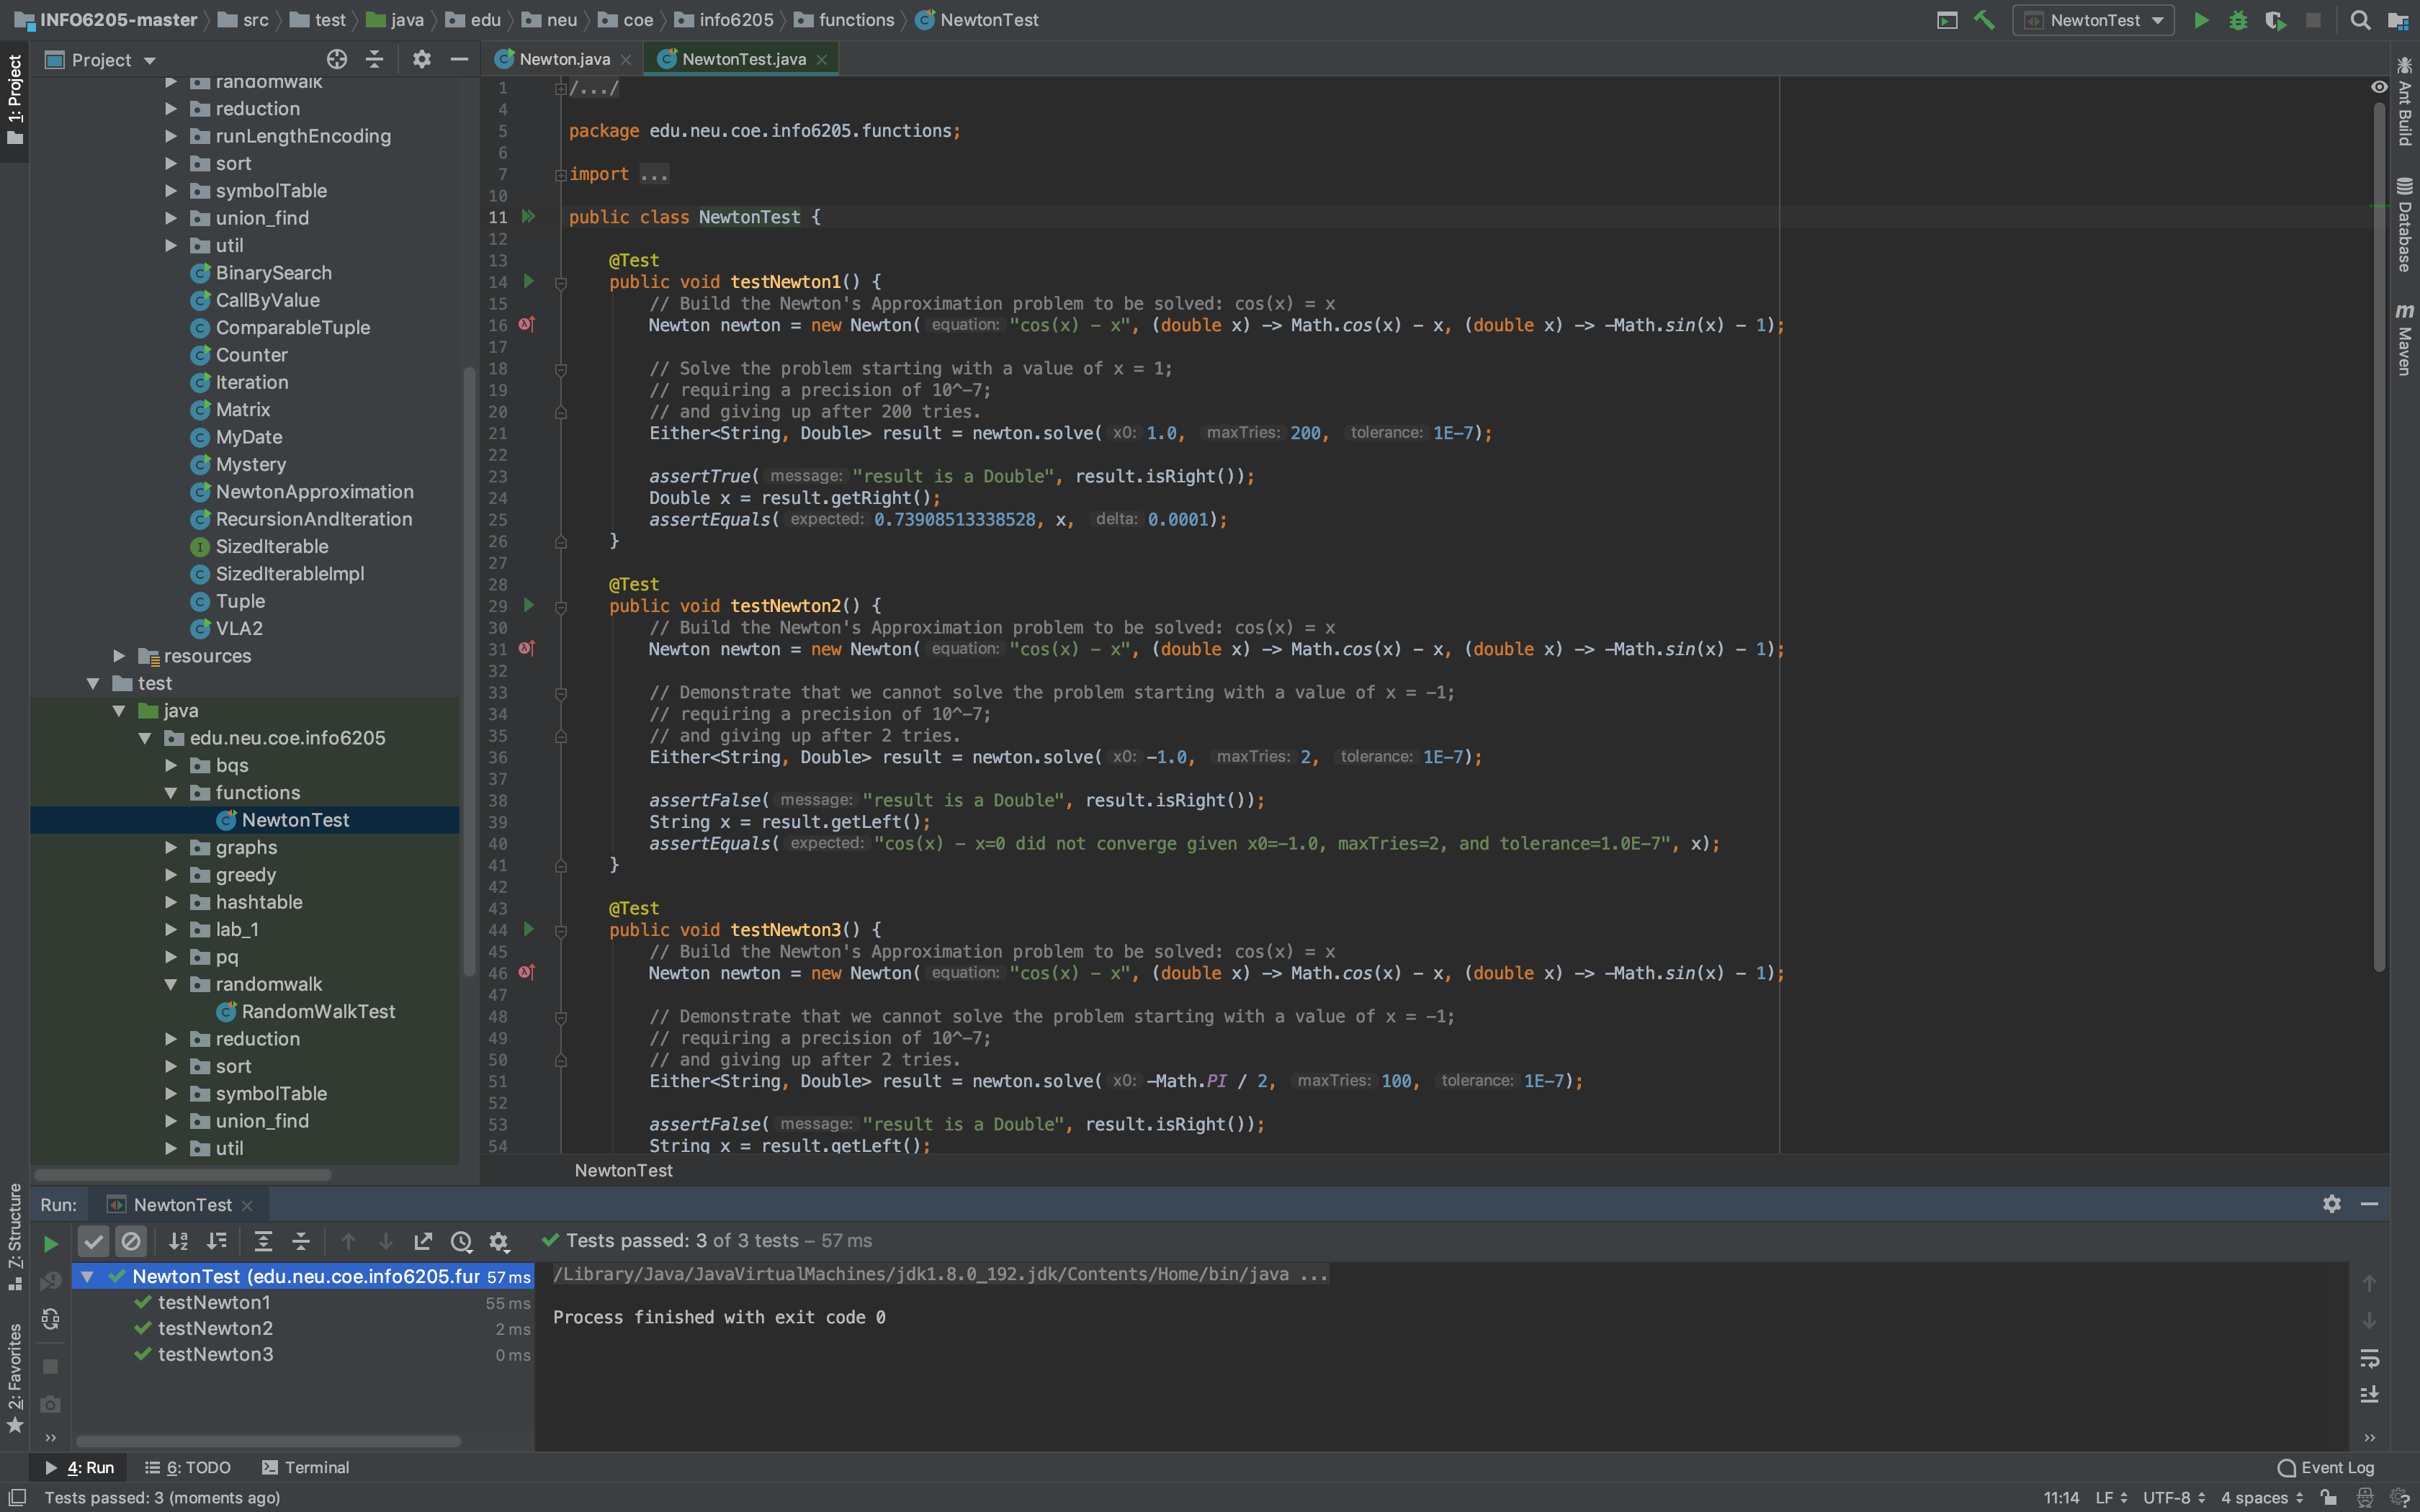 INFO6205-master src test java edu neu coe info6205 functions NewtonTest
NewtonTest
1: Project
Project
randomwalk
reduction
runLengthEncoding
sort
symbolTable
union_find
util
BinarySearch
CallByValue
ComparableTuple
Counter
Iteration
Matrix
MyDate
Mystery
NewtonApproximation
RecursionAndIteration
SizedIterable
SizedIterableImpl
Tuple
VLA2
resources
test
java
edu.neu.coe.info6205
bqs
functions
NewtonTest
graphs
greedy
hashtable
lab_1
pq
randomwalk
RandomWalkTest
reduction
sort
symbolTable
union_find
util
Newton.java NewtonTest.java
1 /.../
4
5 package edu.neu.coe.info6205.functions;
6
7 import ...
10
11 public class NewtonTest {
12
13 @Test
14 public void testNewton1() {
15 // Build the Newton's Approximation problem to be solved: cos(x) = x
16 Newton newton = new Newton( equation: "cos(x) - x", (double x) -> Math.cos(x) - x, (double x) -> -Math.sin(x) - 1);
17
18 // Solve the problem starting with a value of x = 1;
19 // requiring a precision of 10^-7;
20 // and giving up after 200 tries.
21 Either<String, Double> result = newton.solve( x0: 1.0, maxTries: 200, tolerance: 1E-7);
22
23 assertTrue( message: "result is a Double", result.isRight());
24 Double x = result.getRight();
25 assertEquals( expected: 0.73908513338528, x, delta: 0.0001);
26 }
27
28 @Test
29 public void testNewton2() {
30 // Build the Newton's Approximation problem to be solved: cos(x) = x
31 Newton newton = new Newton( equation: "cos(x) - x", (double x) -> Math.cos(x) - x, (double x) -> -Math.sin(x) - 1);
32
33 // Demonstrate that we cannot solve the problem starting with a value of x = -1;
34 // requiring a precision of 10^-7;
35 // and giving up after 2 tries.
36 Either<String, Double> result = newton.solve( x0: -1.0, maxTries: 2, tolerance: 1E-7);
37
38 assertFalse( message: "result is a Double", result.isRight());
39 String x = result.getLeft();
40 assertEquals( expected: "cos(x) - x=0 did not converge given x0=-1.0, maxTries=2, and tolerance=1.0E-7", x);
41 }
42
43 @Test
44 public void testNewton3() {
45 // Build the Newton's Approximation problem to be solved: cos(x) = x
46 Newton newton = new Newton( equation: "cos(x) - x", (double x) -> Math.cos(x) - x, (double x) -> -Math.sin(x) - 1);
47
48 // Demonstrate that we cannot solve the problem starting with a value of x = -1;
49 // requiring a precision of 10^-7;
50 // and giving up after 2 tries.
51 Either<String, Double> result = newton.solve( x0: -Math.PI / 2, maxTries: 100, tolerance: 1E-7);
52
53 assertFalse( message: "result is a Double", result.isRight());
54 String x = result.getLeft();
NewtonTest
Ant Build
Database
m Maven
7: Structure
2: Favorites
Run: NewtonTest
Tests passed: 3 of 3 tests – 57 ms
NewtonTest (edu.neu.coe.info6205.fur 57 ms
testNewton1 55 ms
testNewton2 2 ms
testNewton3 0 ms
/Library/Java/JavaVirtualMachines/jdk1.8.0_192.jdk/Contents/Home/bin/java ...
Process finished with exit code 0
4: Run 6: TODO Terminal Event Log
Tests passed: 3 (moments ago) 11:14 LF UTF-8 4 spaces